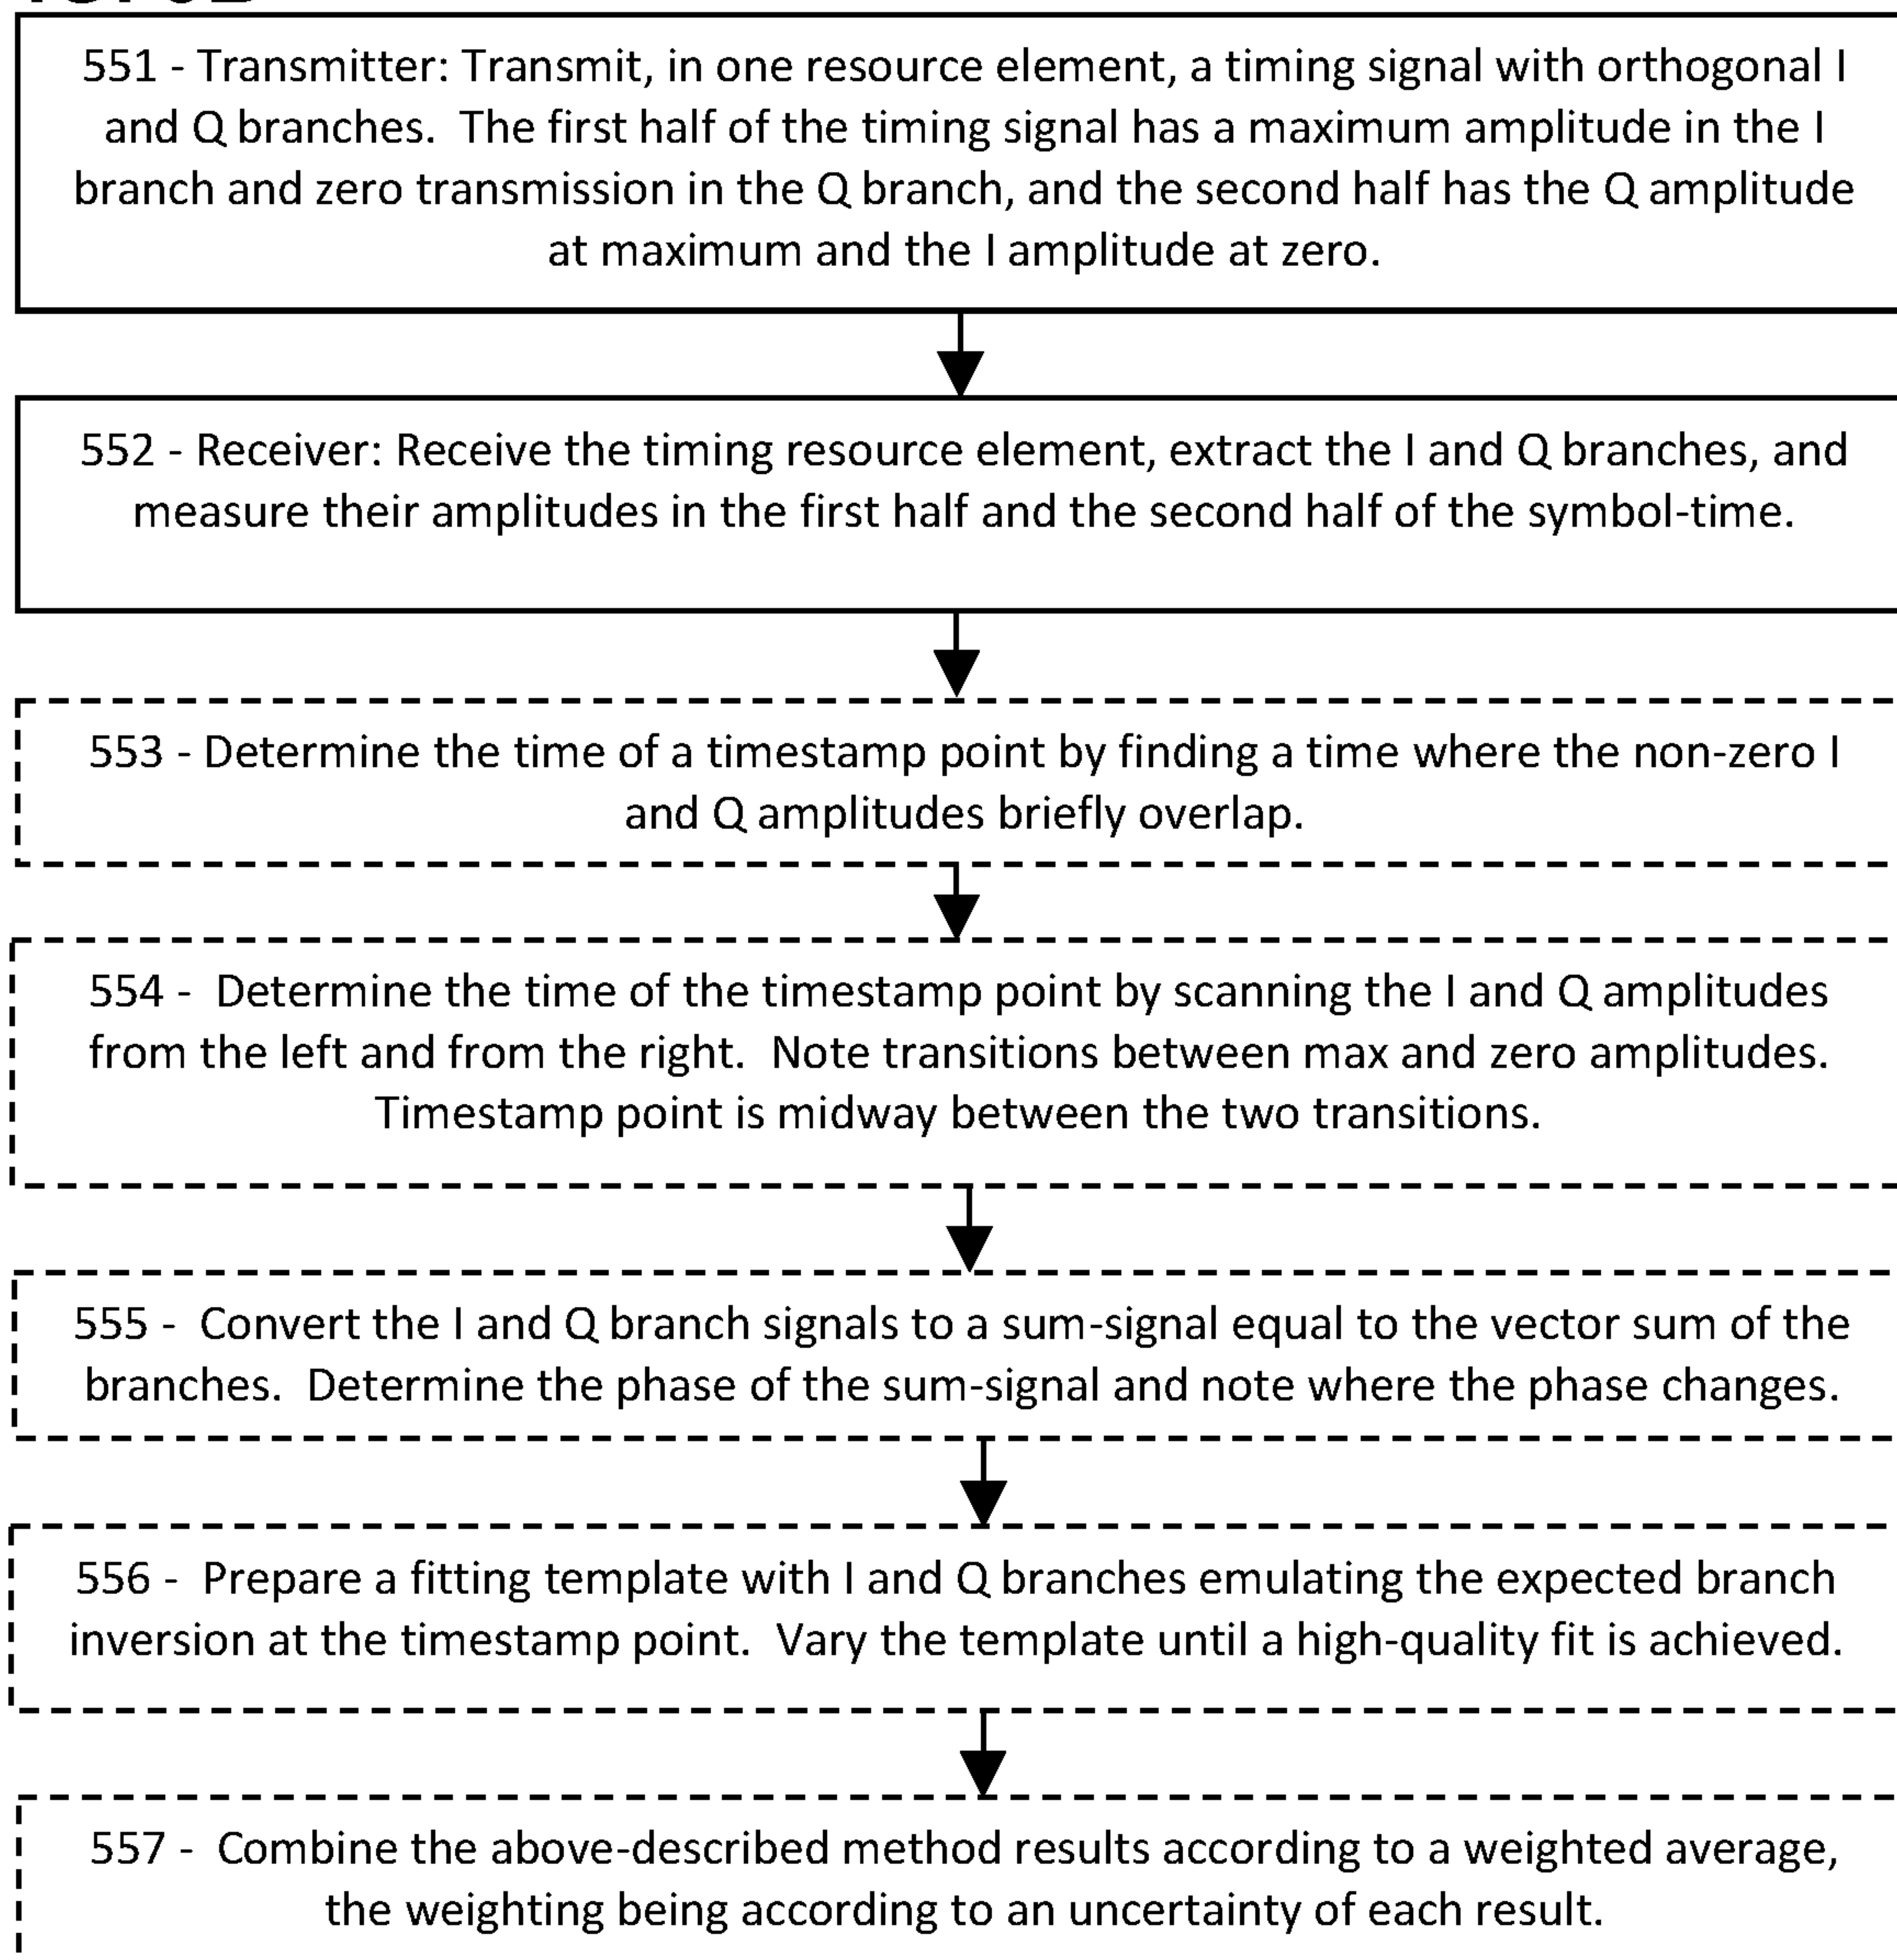 551 - Transmitter: Transmit, in one resource element, a timing signal with orthogonal I
and Q branches.  The first half of the timing signal has a maximum amplitude in the I
branch and zero transmission in the Q branch, and the second half has the Q amplitude
at maximum and the I amplitude at zero.
552 - Receiver: Receive the timing resource element, extract the I and Q branches, and
measure their amplitudes in the first half and the second half of the symbol-time.
553 - Determine the time of a timestamp point by finding a time where the non-zero I
and Q amplitudes briefly overlap.
554 -  Determine the time of the timestamp point by scanning the I and Q amplitudes
from the left and from the right.  Note transitions between max and zero amplitudes.
Timestamp point is midway between the two transitions.
555 -  Convert the I and Q branch signals to a sum-signal equal to the vector sum of the
branches.  Determine the phase of the sum-signal and note where the phase changes.
556 -  Prepare a fitting template with I and Q branches emulating the expected branch
inversion at the timestamp point.  Vary the template until a high-quality fit is achieved.
557 -  Combine the above-described method results according to a weighted average,
the weighting being according to an uncertainty of each result.